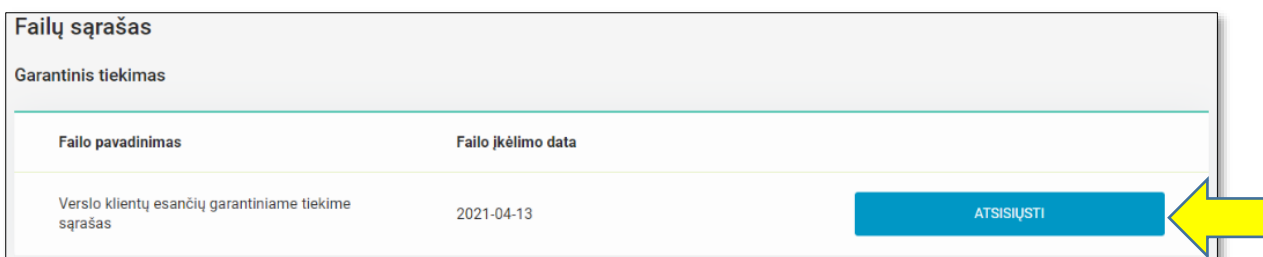 Failų sąrašas
Garantinis tiekimas
Failo pavadinimas Failo įkėlimo data
Verslo klientų esančių garantiniame tiekime
sąrašas
2021-04-13
ATSISIŲSTI